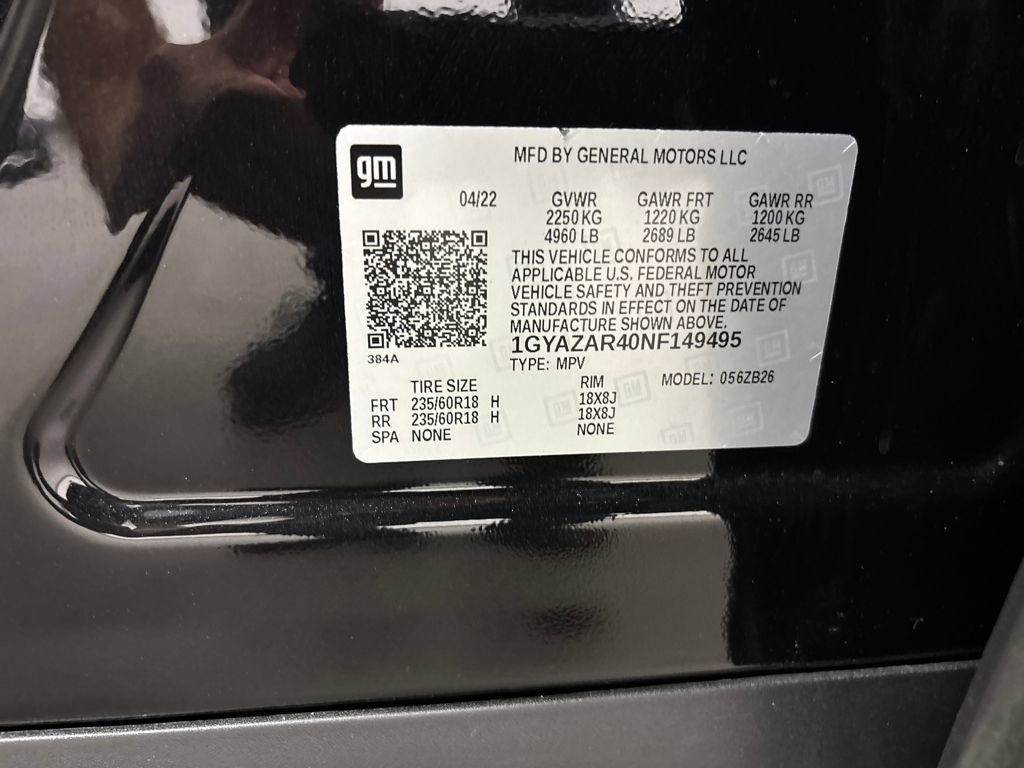 gm
MFD BY GENERAL MOTORS LLC
04/22 GVWR GAWR FRT GAWR RR
2250 KG 1220 KG 1200 KG
4960 LB 2689 LB 2645 LB
THIS VEHICLE CONFORMS TO ALL
APPLICABLE U.S. FEDERAL MOTOR
VEHICLE SAFETY AND THEFT PREVENTION
STANDARDS IN EFFECT ON THE DATE OF
MANUFACTURE SHOWN ABOVE.
384A
1GYAZAR40NF149495
TYPE: MPV
TIRE SIZE RIM MODEL: 056ZB26
FRT 235/60R18 H 18X8J
RR 235/60R18 H 18X8J
SPA NONE NONE